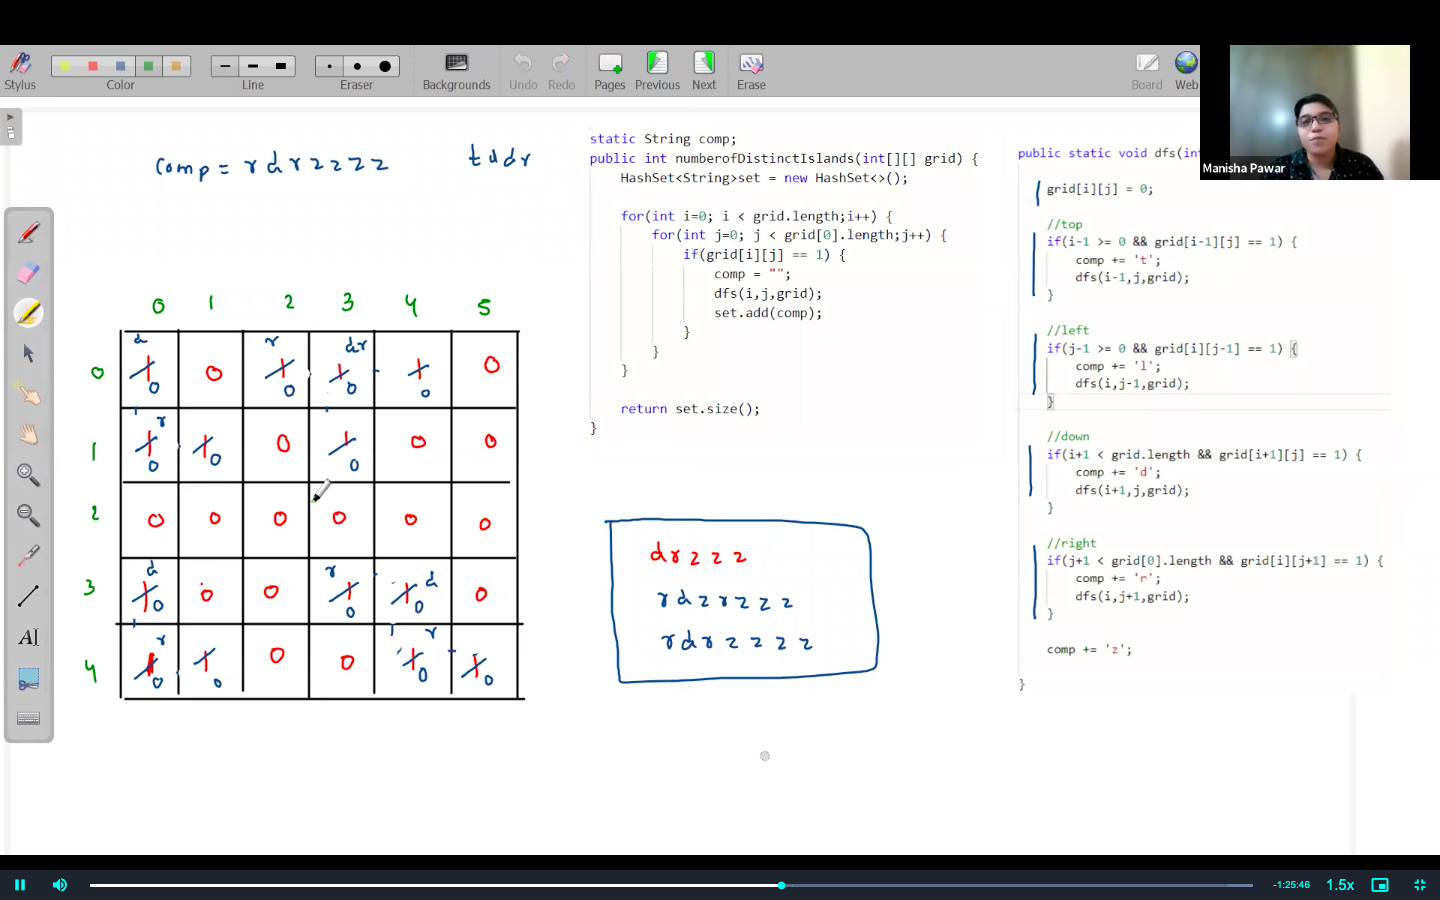 Stylus
Color
Line
Eraser
Backgrounds
Undo
Redo
Pages
Previous
Next
Erase
Board
Web
Manisha Pawar
comp = r d r z z z z
t u d r
0 1 2 3 4 5
d r dr
0 1 0 0 1 0 1 0 1 0 0
r
1 1 0 1 0 0 1 0 0 0
2 0 0 0 0 0 0
d r d
3 1 0 0 0 1 0 1 0 0
r r
4 1 0 1 0 0 0 1 0 1 0
static String comp;
public int numberofDistinctIslands(int[][] grid) {
HashSet<String>set = new HashSet<>();
for(int i=0; i < grid.length;i++) {
for(int j=0; j < grid[0].length;j++) {
if(grid[i][j] == 1) {
comp = "";
dfs(i,j,grid);
set.add(comp);
}
}
}
return set.size();
}
d r z z z
r d z r z z z
r d r z z z z
public static void dfs(int
grid[i][j] = 0;
//top
if(i-1 >= 0 && grid[i-1][j] == 1) {
comp += 't';
dfs(i-1,j,grid);
}
//left
if(j-1 >= 0 && grid[i][j-1] == 1) {
comp += 'l';
dfs(i,j-1,grid);
}
//down
if(i+1 < grid.length && grid[i+1][j] == 1) {
comp += 'd';
dfs(i+1,j,grid);
}
//right
if(j+1 < grid[0].length && grid[i][j+1] == 1) {
comp += 'r';
dfs(i,j+1,grid);
}
comp += 'z';
}
-1:25:46
1.5x